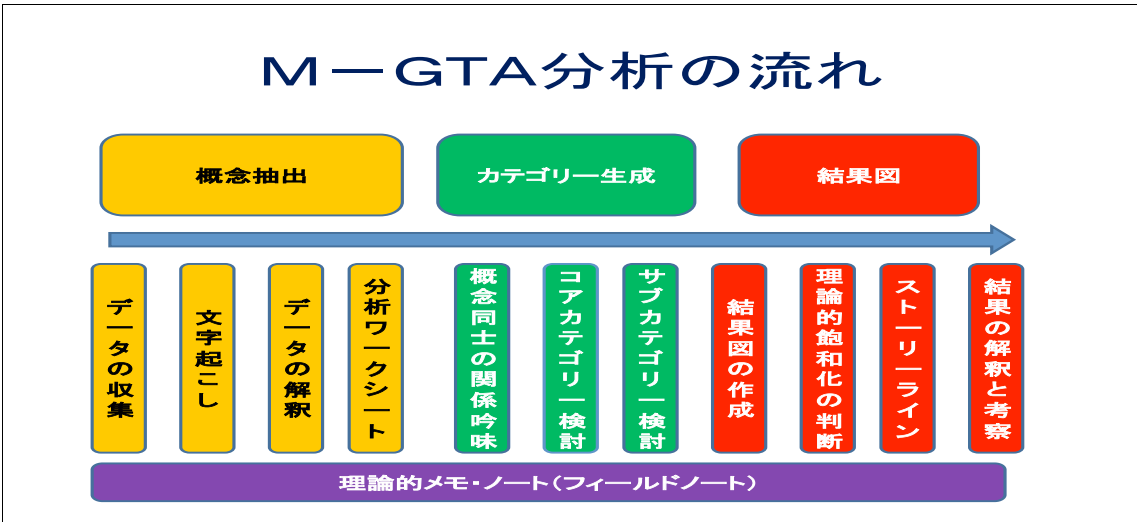 M－GTA分析の流れ
概念抽出
カテゴリー生成
結果図
データの収集
文字起こし
データの解釈
分析ワークシート
概念同士の関係吟味
コアカテゴリー検討
サブカテゴリー検討
結果図の作成
理論的飽和化の判断
ストーリーライン
結果の解釈と考察
理論的メモ・ノート（フィールドノート）